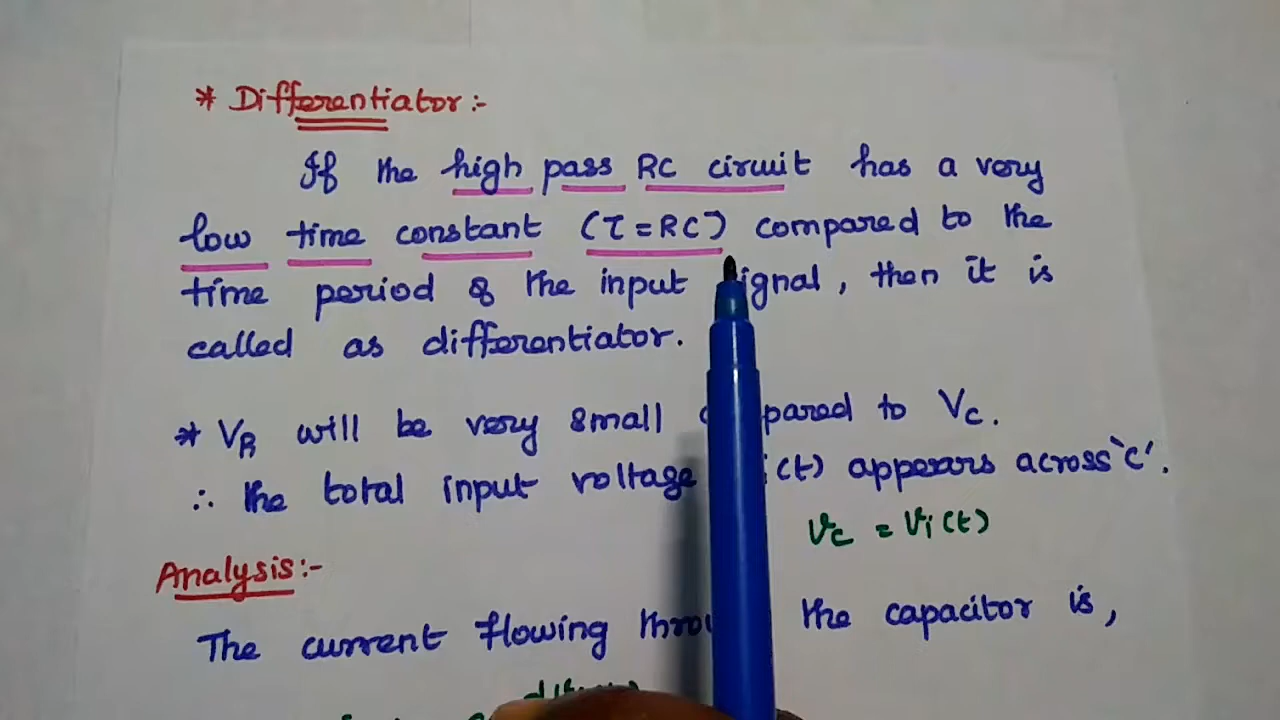 * Differentiator:-
If the high pass RC circuit has a very
low time constant (τ=RC) compared to the
time period & the input signal, then it is
called as differentiator.
* VR will be very small compared to VC.
∴ the total input voltage i(t) appears across 'C'.
VC = Vi(t)
Analysis:-
The current flowing through the capacitor is,